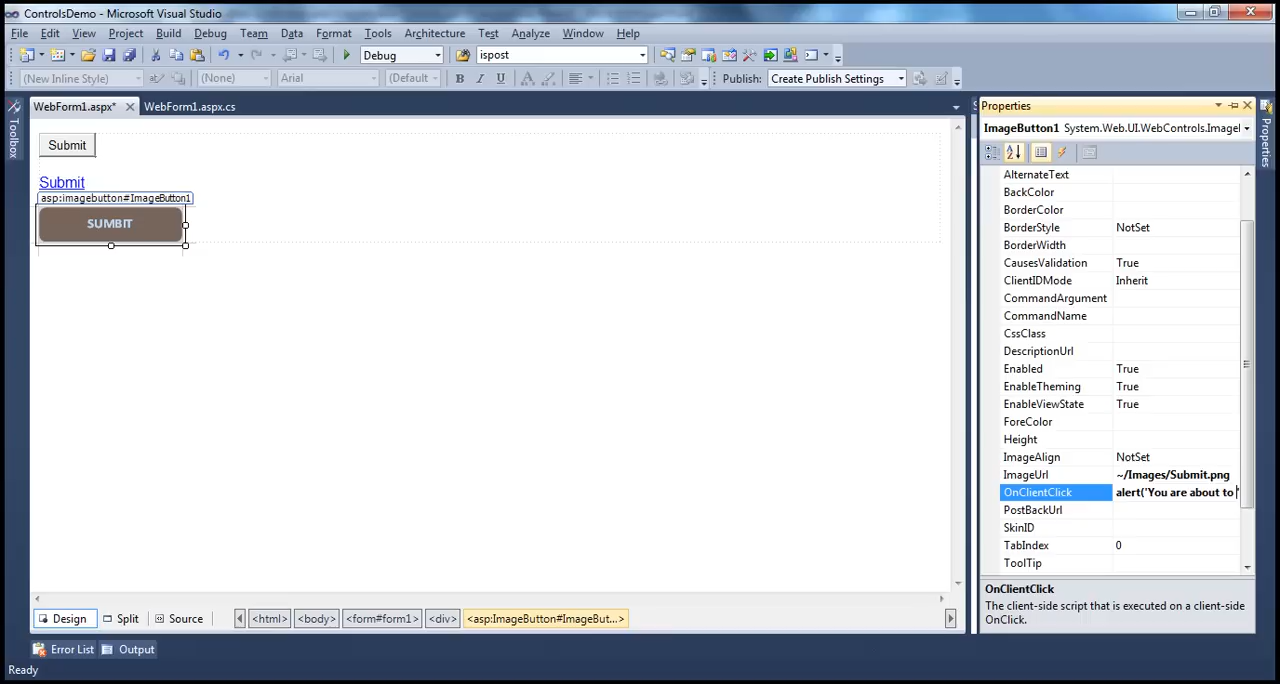 ControlsDemo - Microsoft Visual Studio
File Edit View Project Build Debug Team Data Format Tools Architecture Test Analyze Window Help
Debug ispost
(New Inline Style) (None) Arial (Default B I U A Publish: Create Publish Settings
WebForm1.aspx* WebForm1.aspx.cs
Toolbox
Submit
Submit
asp:imagebutton#ImageButton1
SUMBIT
Properties
ImageButton1 System.Web.UI.WebControls.Imagel
AlternateText
BackColor
BorderColor
BorderStyle NotSet
BorderWidth
CausesValidation True
ClientIDMode Inherit
CommandArgument
CommandName
CssClass
DescriptionUrl
Enabled True
EnableTheming True
EnableViewState True
ForeColor
Height
ImageAlign NotSet
ImageUrl ~/Images/Submit.png
OnClientClick alert('You are about to
PostBackUrl
SkinID
TabIndex 0
ToolTip
OnClientClick
The client-side script that is executed on a client-side
OnClick.
Properties
Design Split Source <html> <body> <form#form1> <div> <asp:ImageButton#ImageBut...>
Error List Output
Ready